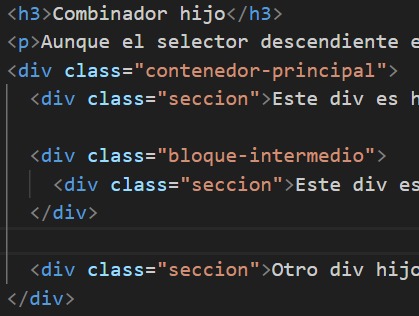 <h3>Combinador hijo</h3>
<p>Aunque el selector descendiente e
<div class="contenedor-principal">
<div class="seccion">Este div es h
<div class="bloque-intermedio">
<div class="seccion">Este div es
</div>
<div class="seccion">Otro div hijo
</div>